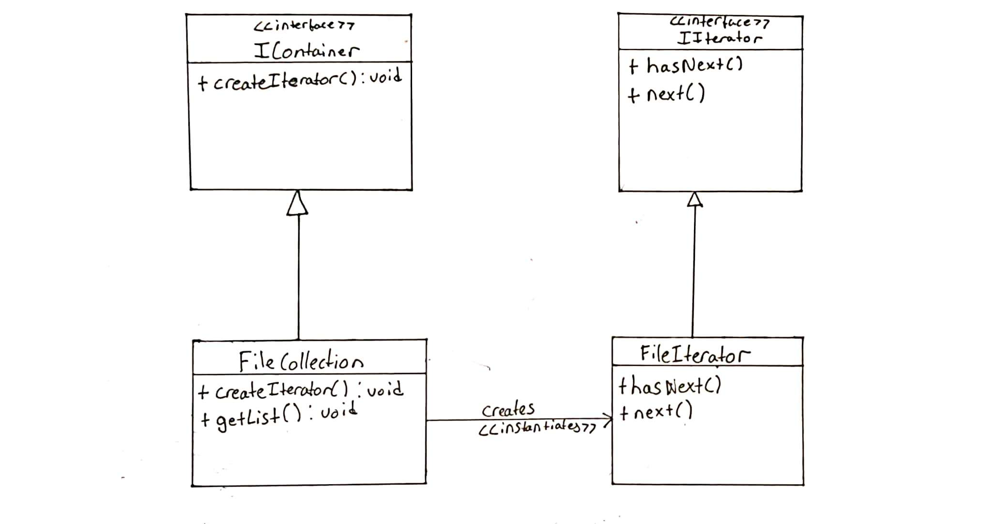 <<interface>>
IContainer
+ createIterator() : void
<<interface>>
IIterator
+ hasNext()
+ next()
FileCollection
+ createIterator() : void
+ getList() : void
creates
<<instantiates>>
FileIterator
+ hasNext()
+ next()